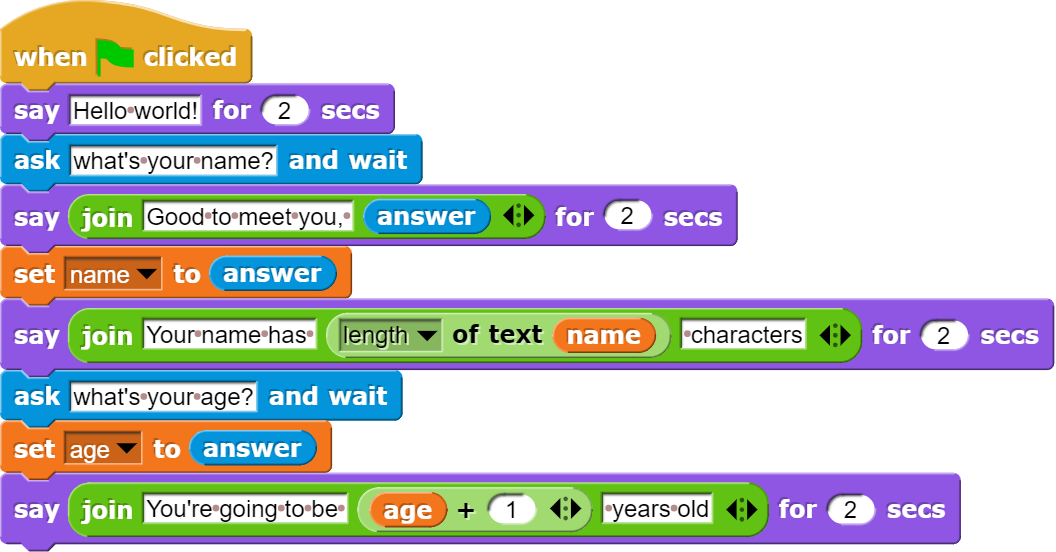 when clicked
say Hello world! for 2 secs
ask what's your name? and wait
say join Good to meet you, answer for 2 secs
set name to answer
say join Your name has length of text name characters for 2 secs
ask what's your age? and wait
set age to answer
say join You're going to be age + 1 years old for 2 secs